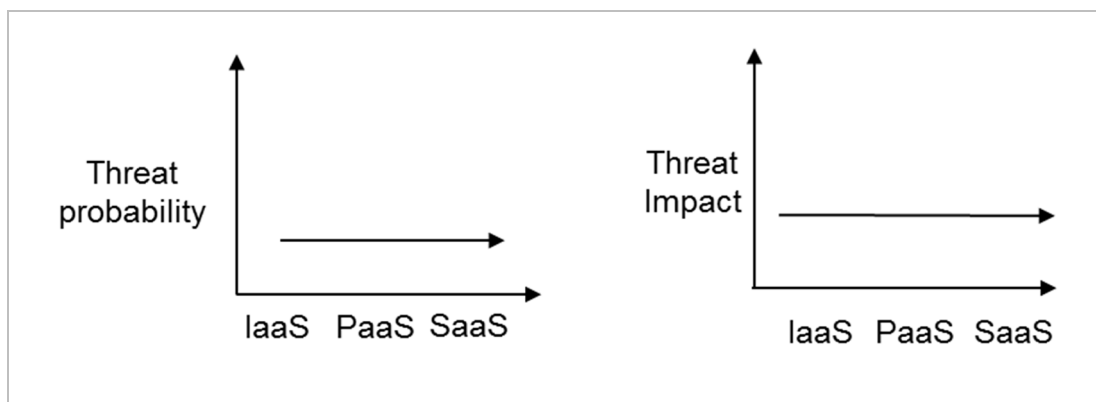 Threat
probability
IaaS PaaS SaaS
Threat
Impact
IaaS PaaS SaaS